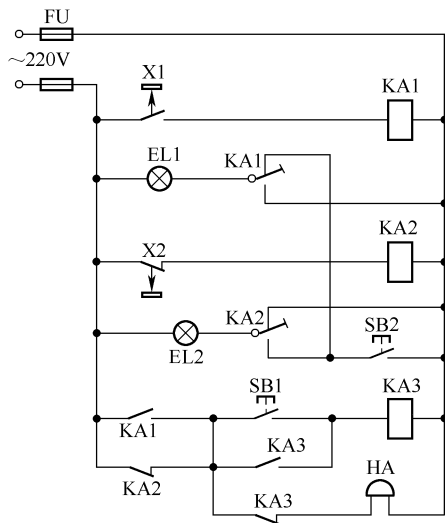 FU
～220V
X1
KA1
EL1
KA1
X2
KA2
KA2
EL2
SB2
SB1
KA3
KA1
KA3
KA2
HA
KA3